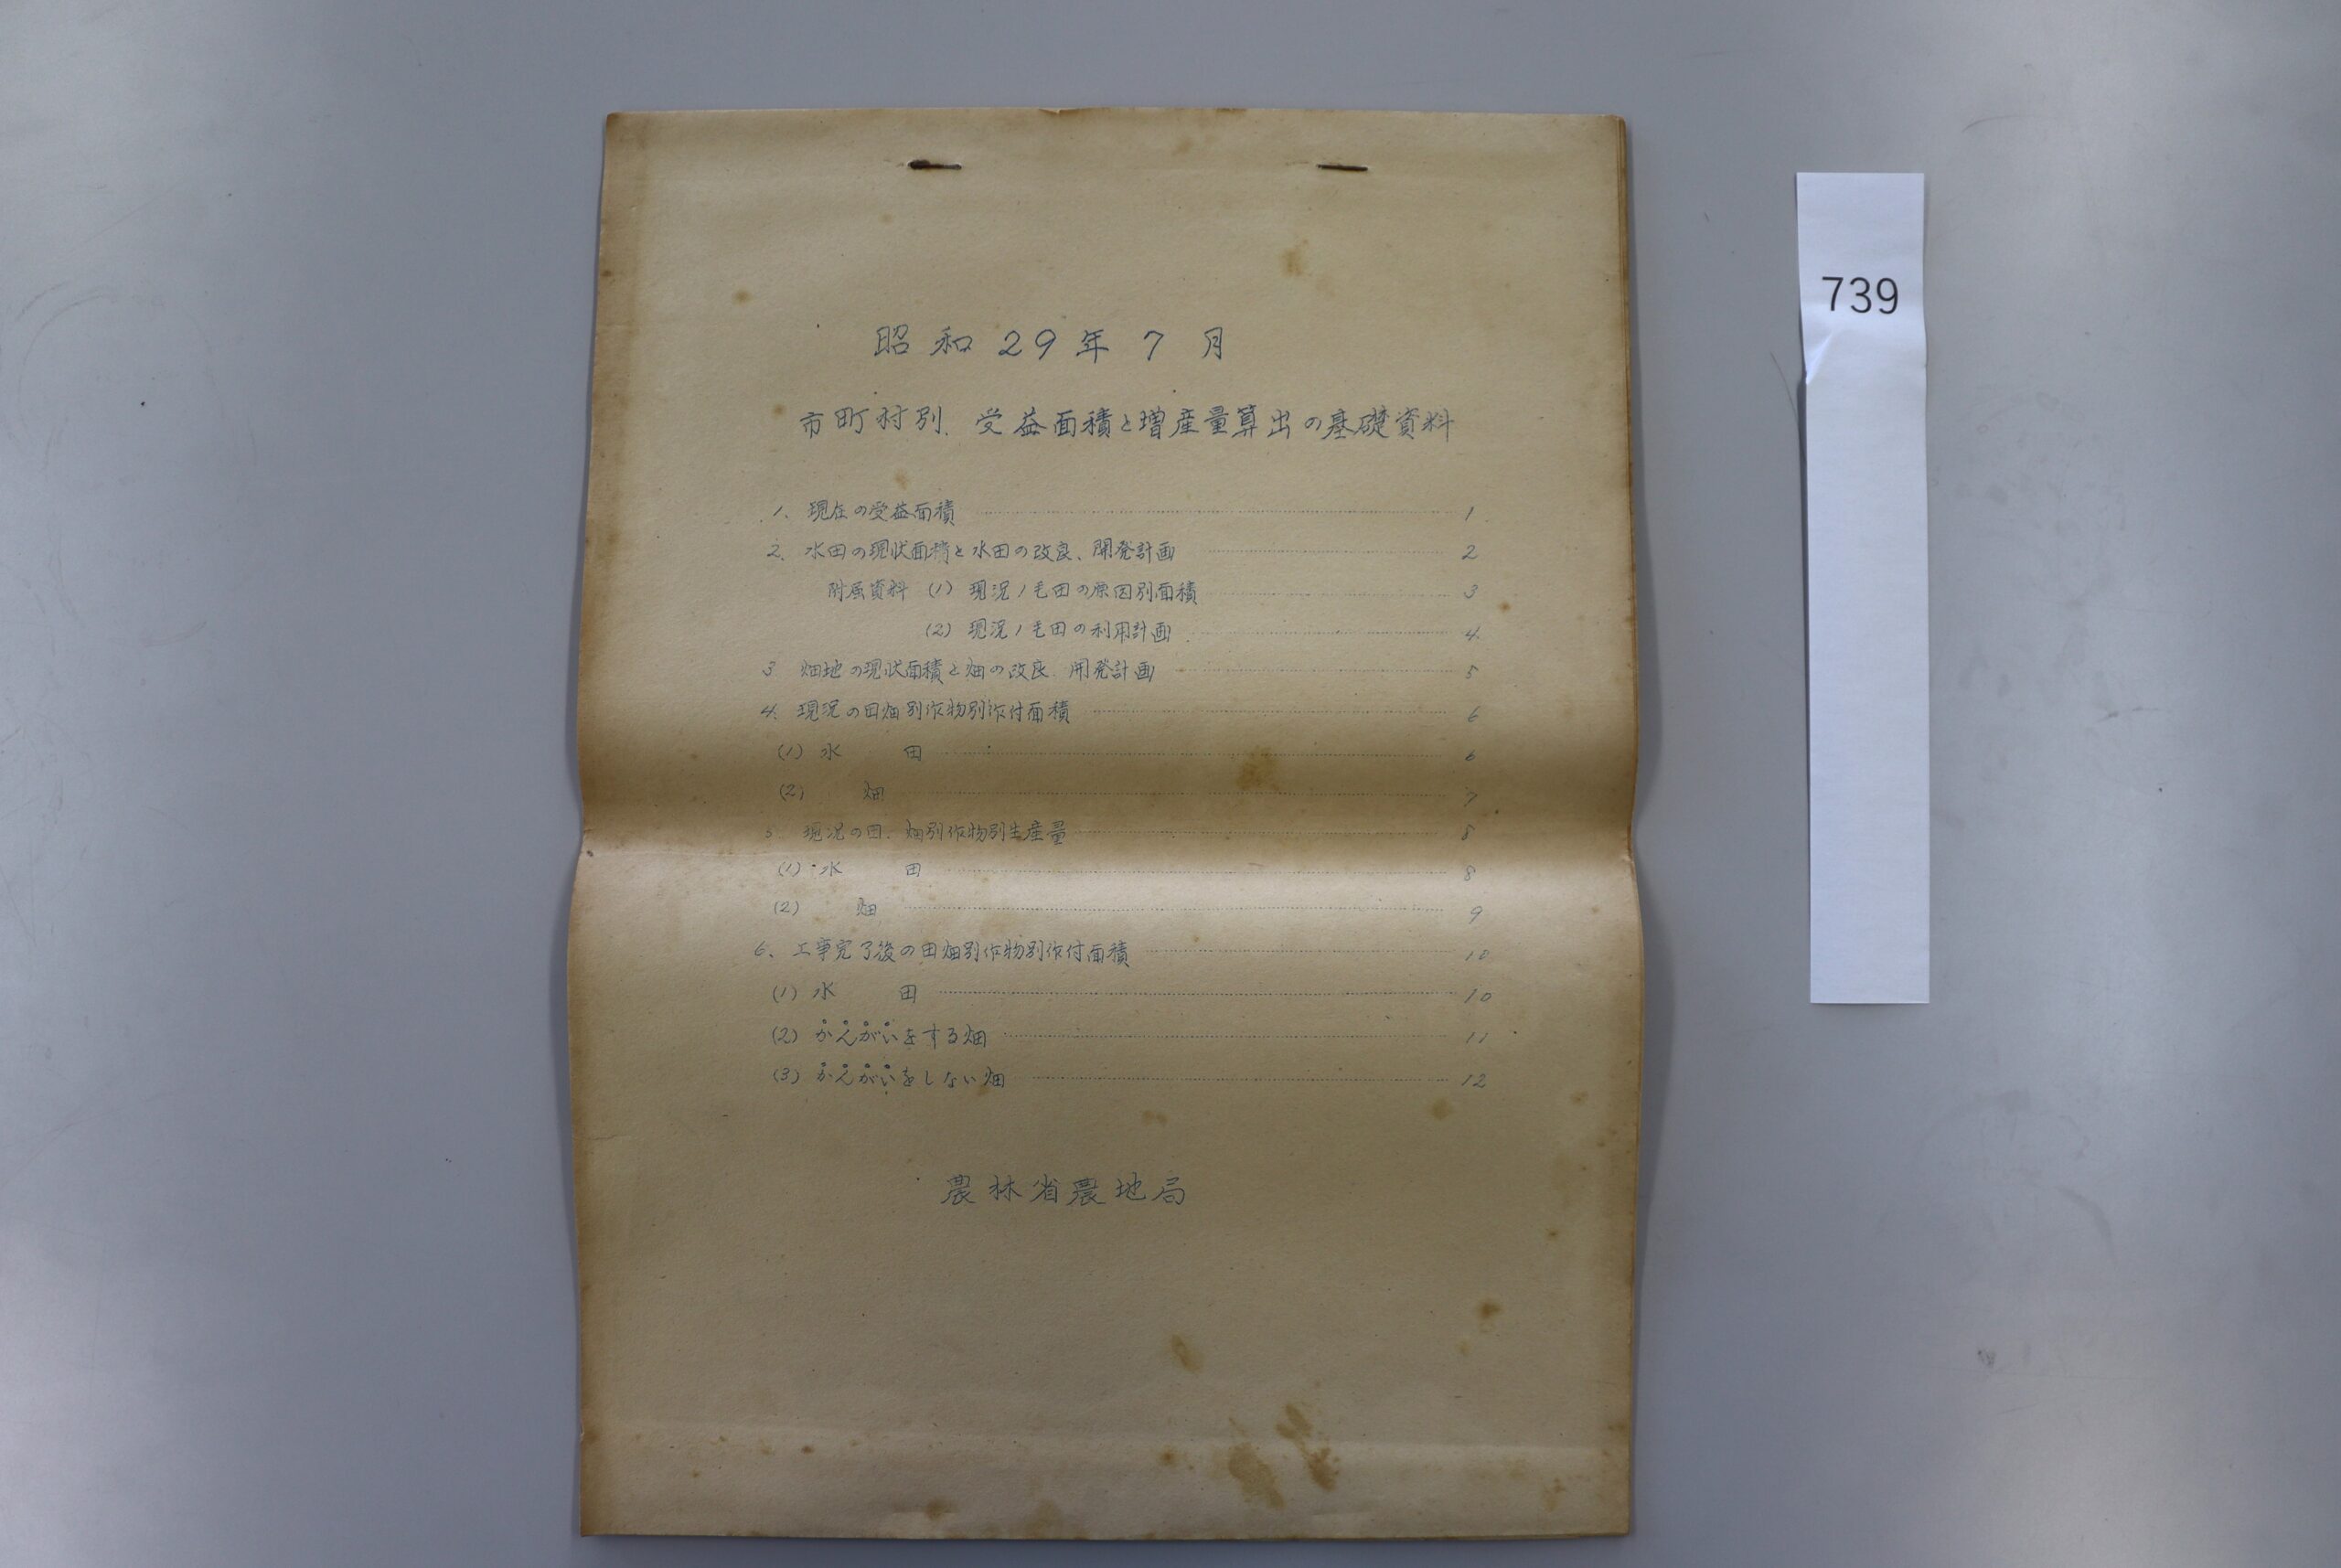 昭和29年7月
市町村別、受益面積と増産量算出の基礎資料
1. 現在の受益面積 1
2. 水田の現状面積と水田の改良、開発計画 2
附属資料 (1) 現況1毛田の原因別面積 3
(2) 現況1毛田の利用計画 4
3 畑地の現状面積と畑の改良、開発計画 5
4. 現況の田畑別作物別作付面積 6
(1) 水田 6
(2) 畑 7
5 現況の田、畑別作物別生産量 8
(1) 水田 8
(2) 畑 9
6. 工事完了後の田畑別作物別作付面積 10
(1) 水田 10
(2) かんがいをする畑 11
(3) かんがいをしない畑 12
農林省農地局
739